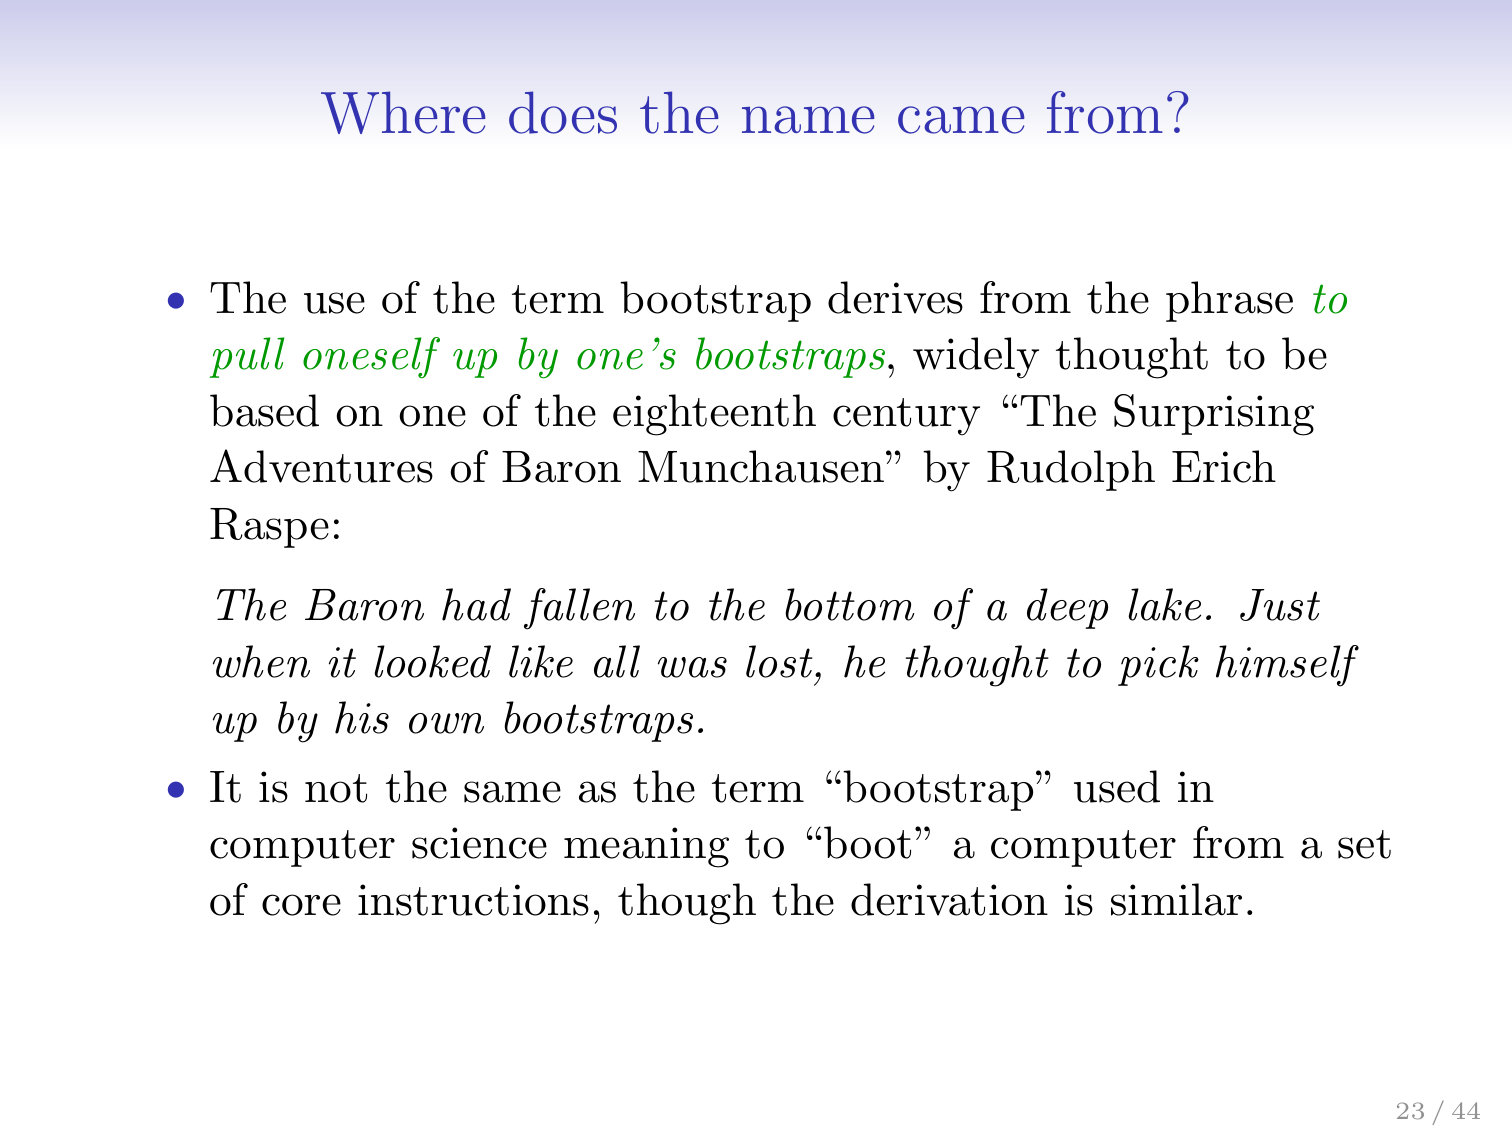 Where does the name came from?
• The use of the term bootstrap derives from the phrase to
pull oneself up by one’s bootstraps, widely thought to be
based on one of the eighteenth century “The Surprising
Adventures of Baron Munchausen” by Rudolph Erich
Raspe:
The Baron had fallen to the bottom of a deep lake. Just
when it looked like all was lost, he thought to pick himself
up by his own bootstraps.
• It is not the same as the term “bootstrap” used in
computer science meaning to “boot” a computer from a set
of core instructions, though the derivation is similar.
23 / 44